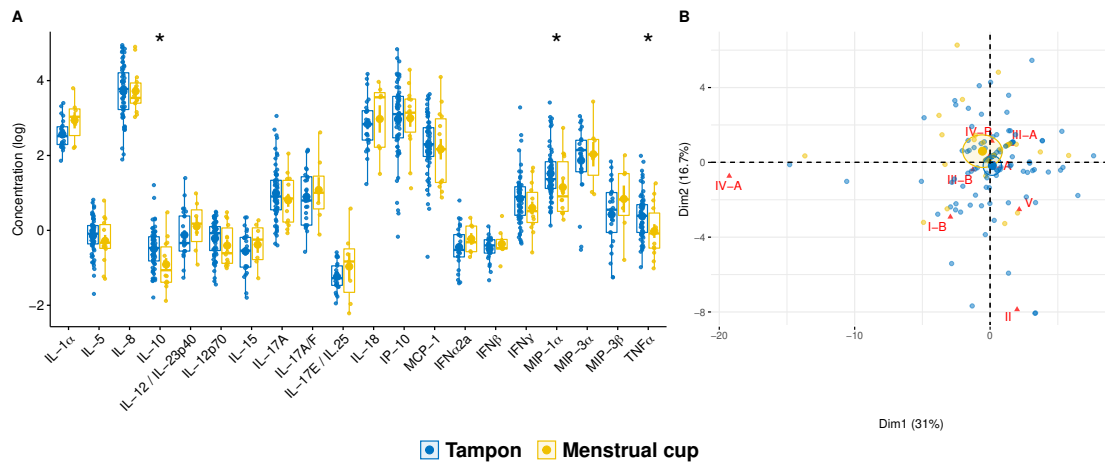 A
B
*
*
*
Concentration (log)
4
2
0
−2
IL−1α
IL−5
IL−8
IL−10
IL−12 / IL−23p40
IL−12p70
IL−15
IL−17A
IL−17A/F
IL−17E / IL.25
IL−18
IP−10
MCP−1
IFNα2a
IFNβ
IFNy
MIP−1α
MIP−3α
MIP−3β
TNFα
Dim2 (16.7%)
4
0
−4
−8
IV−B
III−A
IV−A
III−B
A
V
I−B
II
−20
−10
0
Dim1 (31%)
Tampon
Menstrual cup